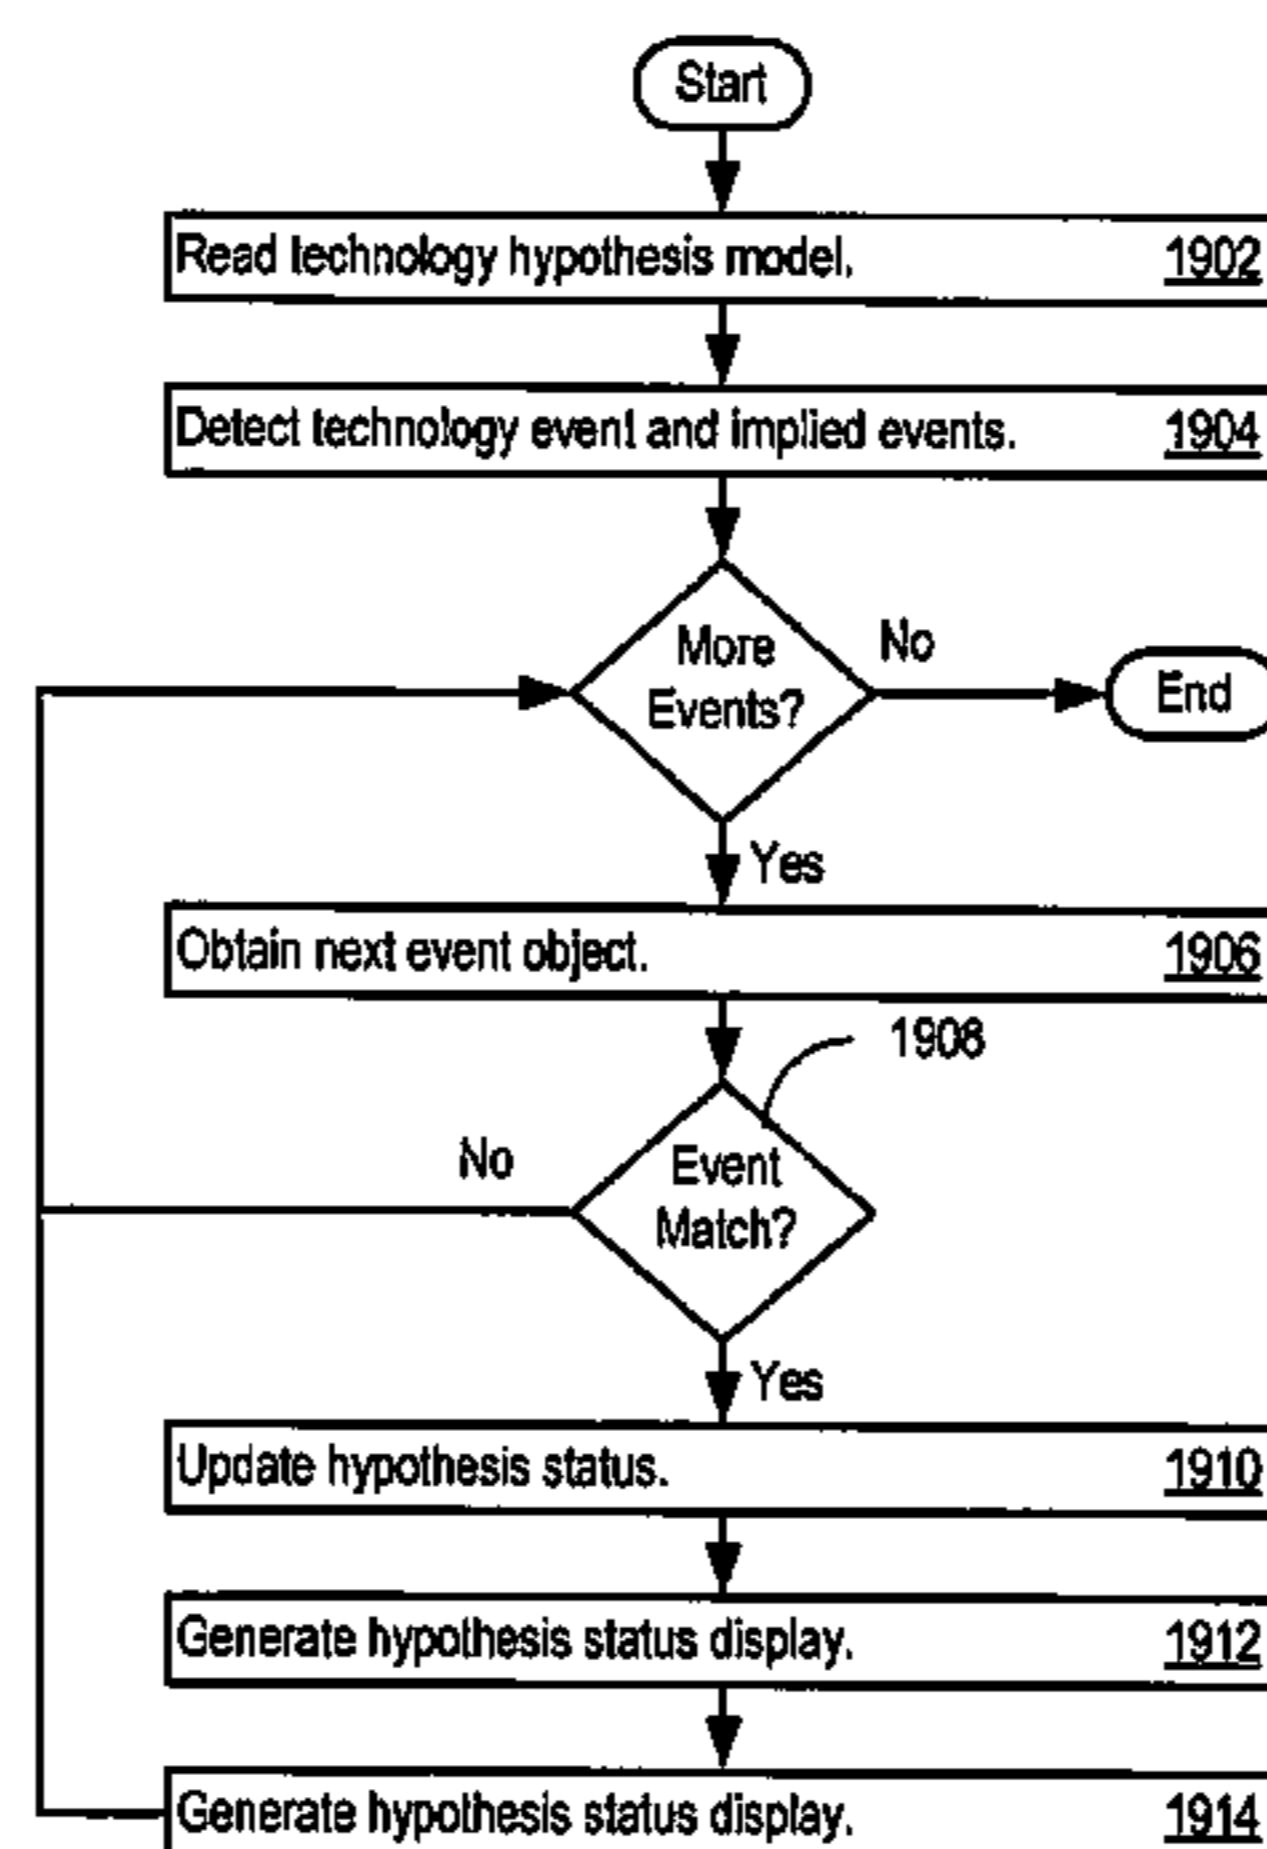 Start
Read technology hypothesis model. 1902
Detect technology event and implied events. 1904
More
Events?
No
End
Yes
Obtain next event object. 1906
1908
Event
Match?
No
Yes
Update hypothesis status. 1910
Generate hypothesis status display. 1912
Generate hypothesis status display. 1914